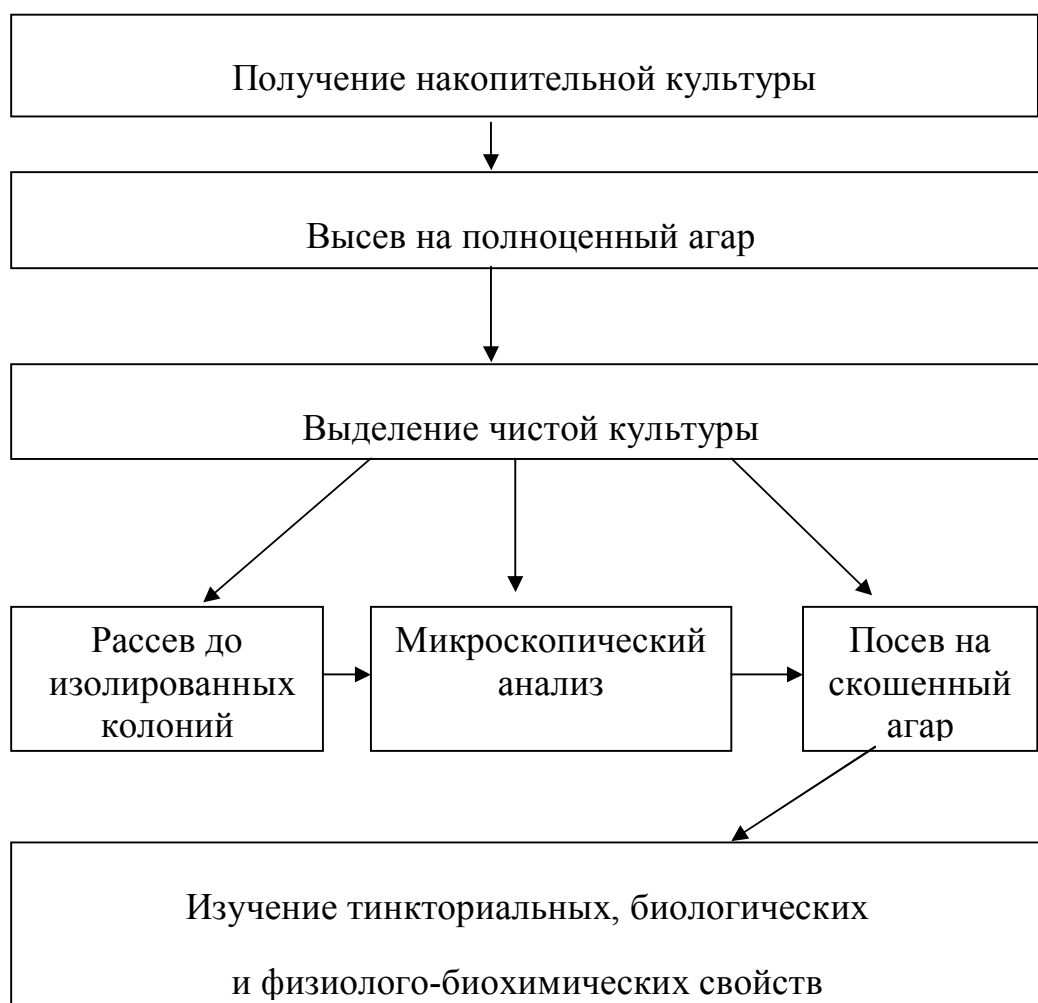 Получение накопительной культуры
Высев на полноценный агар
Выделение чистой культуры
Рассев до
изолированных
колоний
Микроскопический
анализ
Посев на
скошенный
агар
Изучение тинкториальных, биологических
и физиолого-биохимических свойств